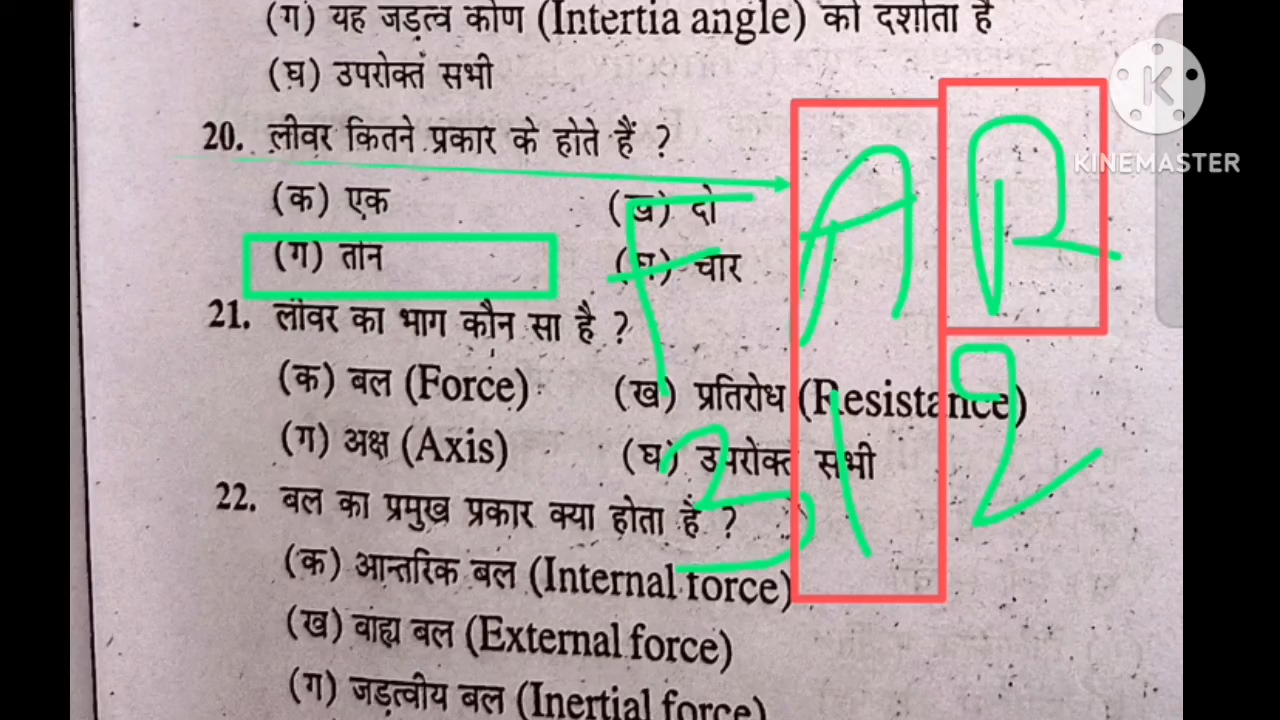 (ग) यह जड़त्व कोण (Intertia angle) को दर्शाता है
(घ) उपरोक्त सभी
K
KINEMASTER
20. लीवर कितने प्रकार के होते हैं ?
(क) एक (ख) दो
(ग) तीन (घ) चार
F A R
3 1 2
21. लीवर का भाग कौन सा है ?
(क) बल (Force) (ख) प्रतिरोध (Resistance)
(ग) अक्ष (Axis) (घ) उपरोक्त सभी
22. बल का प्रमुख प्रकार क्या होता है ?
(क) आन्तरिक बल (Internal force)
(ख) वाह्य बल (External force)
(ग) जड़त्वीय बल (Inertial force)